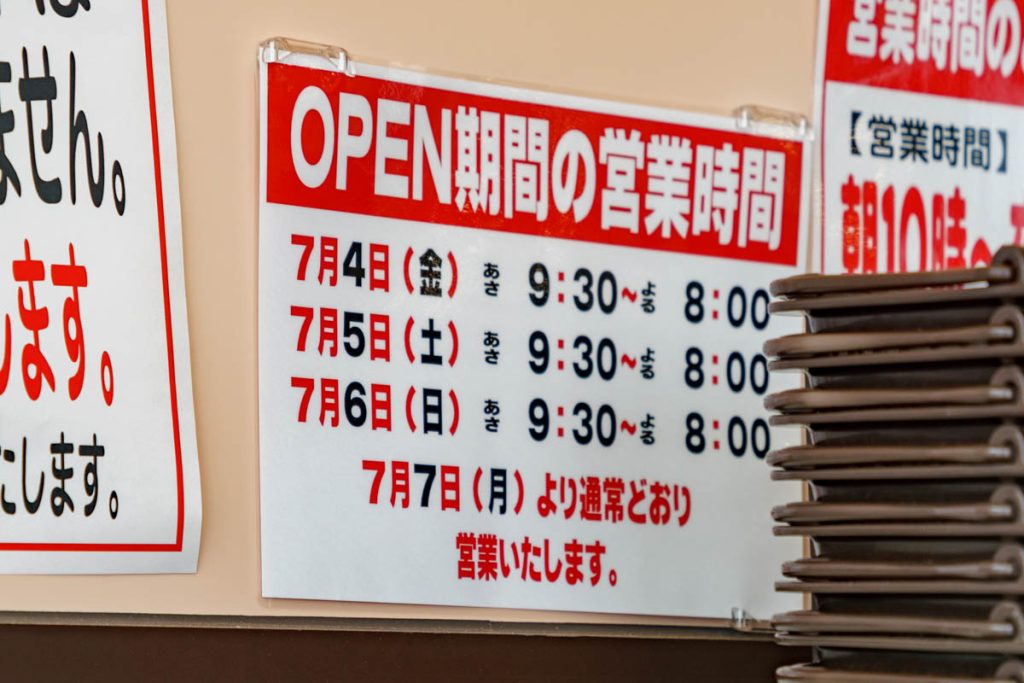 ません。
します。
たします。
OPEN期間の営業時間
7月4日(金) あさ 9:30~よる 8:00
7月5日(土) あさ 9:30~よる 8:00
7月6日(日) あさ 9:30~よる 8:00
7月7日(月)より通常どおり
営業いたします。
営業時間の
【営業時間】
朝10時~